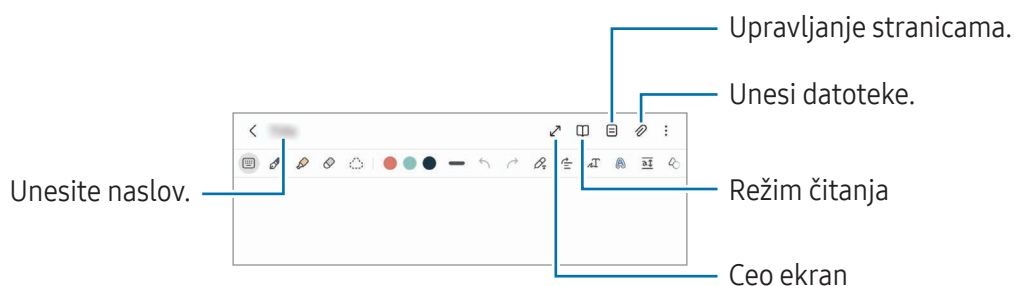 Upravljanje stranicama.
Unesi datoteke.
Unesite naslov.
Režim čitanja
Ceo ekran